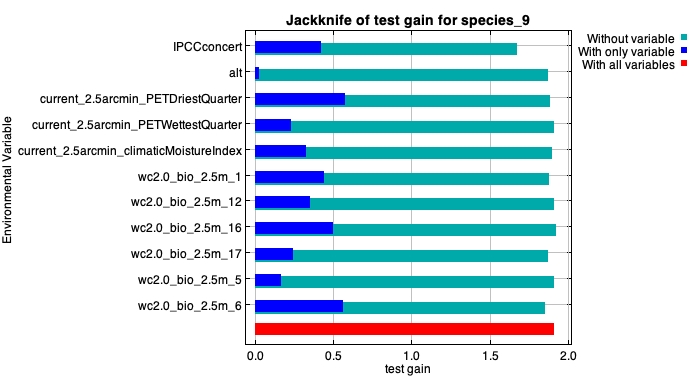 Jackknife of test gain for species_9
Without variable
With only variable
With all variables
Environmental Variable
IPCCconcert
alt
current_2.5arcmin_PETDriestQuarter
current_2.5arcmin_PETWettestQuarter
current_2.5arcmin_climaticMoistureIndex
wc2.0_bio_2.5m_1
wc2.0_bio_2.5m_12
wc2.0_bio_2.5m_16
wc2.0_bio_2.5m_17
wc2.0_bio_2.5m_5
wc2.0_bio_2.5m_6
0.0 0.5 1.0 1.5 2.0
test gain